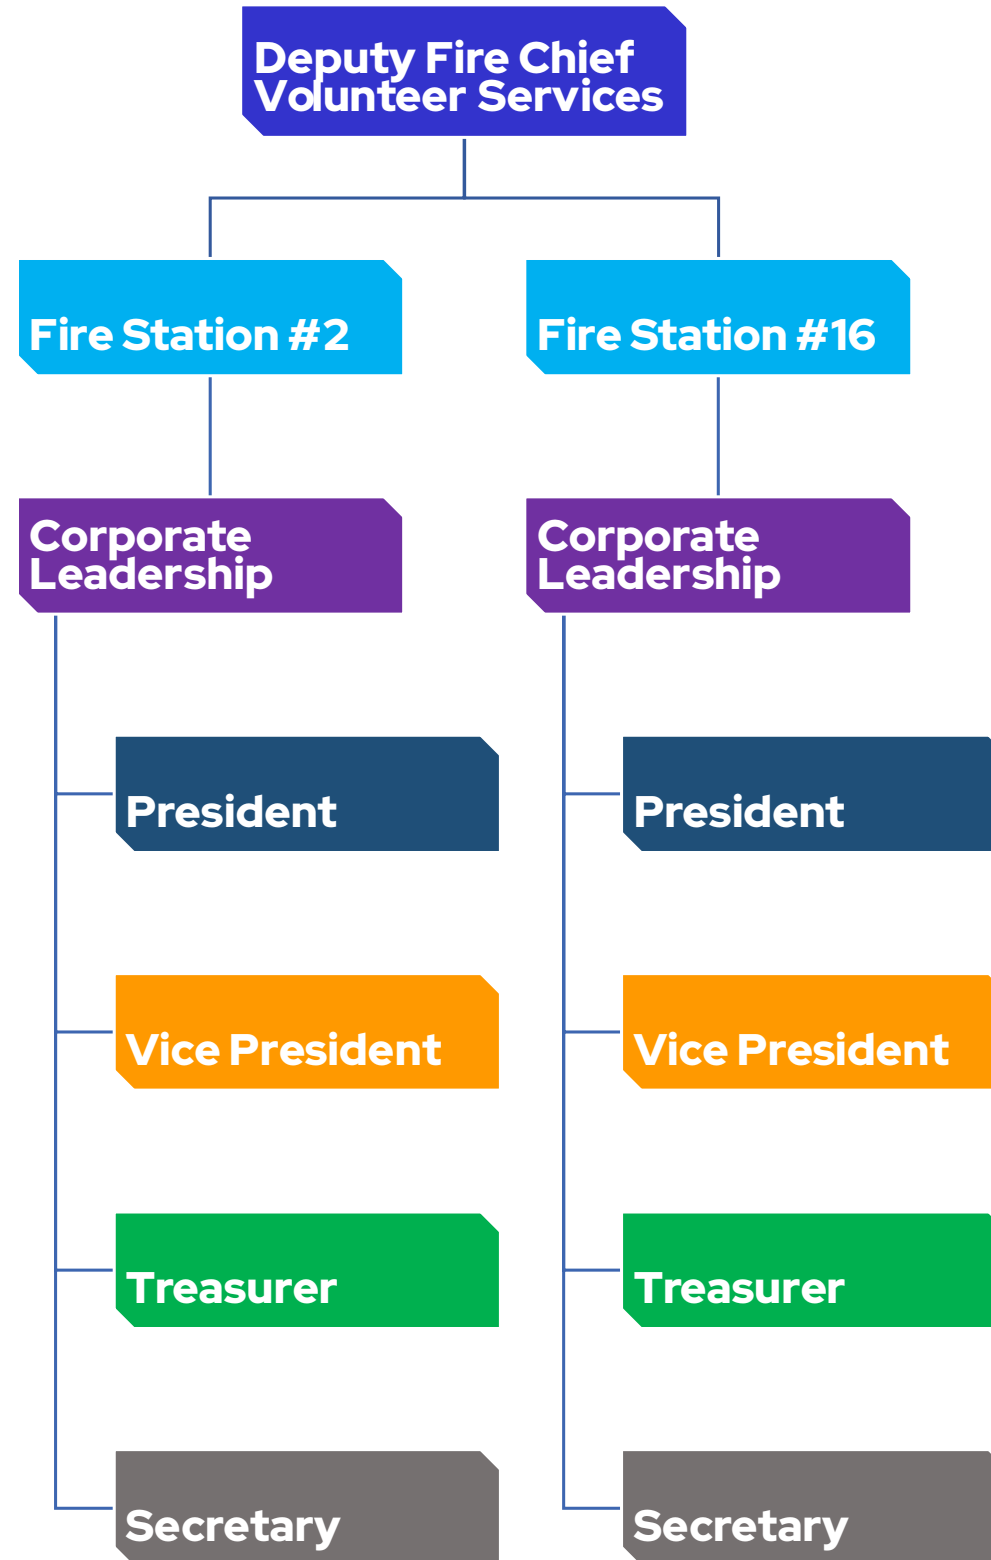 Deputy Fire Chief
Volunteer Services
Fire Station #2
Fire Station #16
Corporate
Leadership
Corporate
Leadership
President
President
Vice President
Vice President
Treasurer
Treasurer
Secretary
Secretary